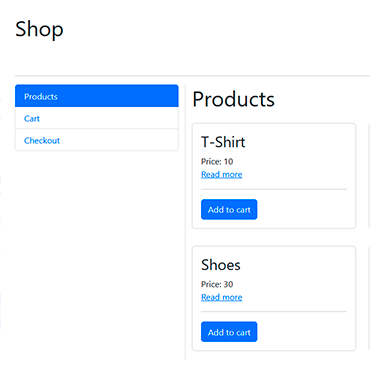 Shop
Products
Cart
Checkout
Products
T-Shirt
Price: 10
Read more
Add to cart
Shoes
Price: 30
Read more
Add to cart